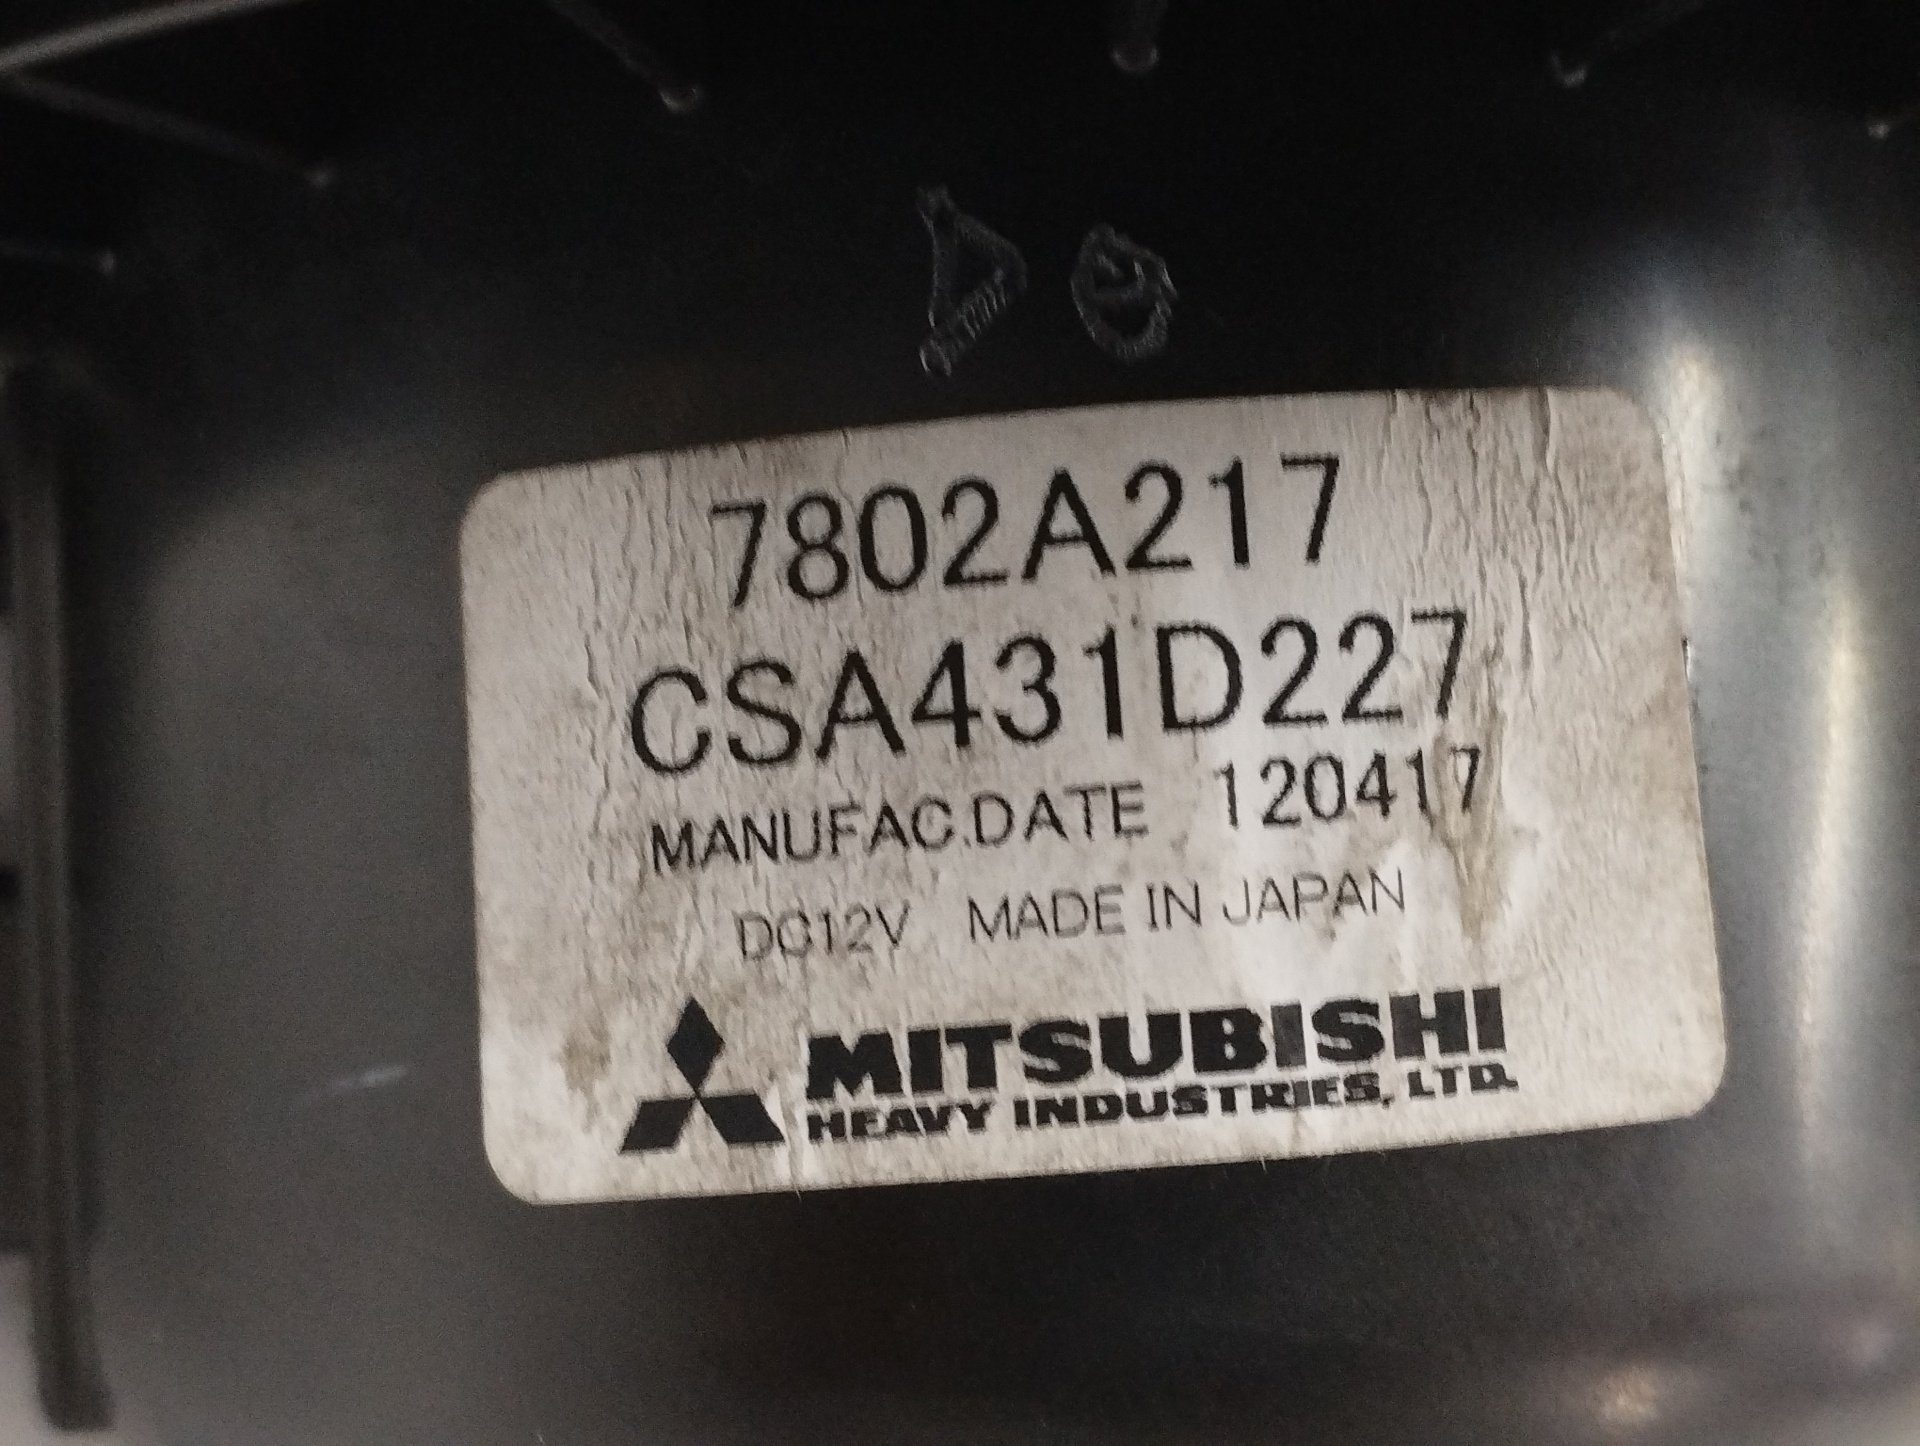 7802A217
CSA431D227
MANUFAC.DATE 120417
DC12V MADE IN JAPAN
MITSUBISHI
HEAVY INDUSTRIES, LTD.